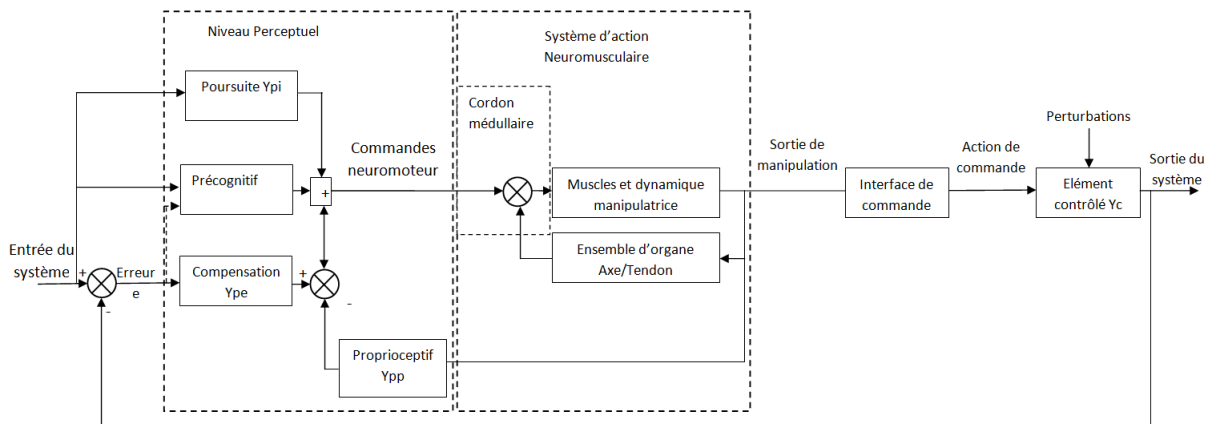 Niveau Perceptuel
Système d'action
Neuromusculaire
Poursuite Ypi
Cordon
médullaire
Précognitif
+
Commandes
neuromoteur
Muscles et dynamique
manipulatrice
Ensemble d'organe
Axe/Tendon
Sortie de
manipulation
Interface de
commande
Action de
commande
Perturbations
Elément
contrôlé Yc
Sortie du
système
Entrée du
système
+
-
Erreur
e
Compensation
Ype
+
-
Proprioceptif
Ypp